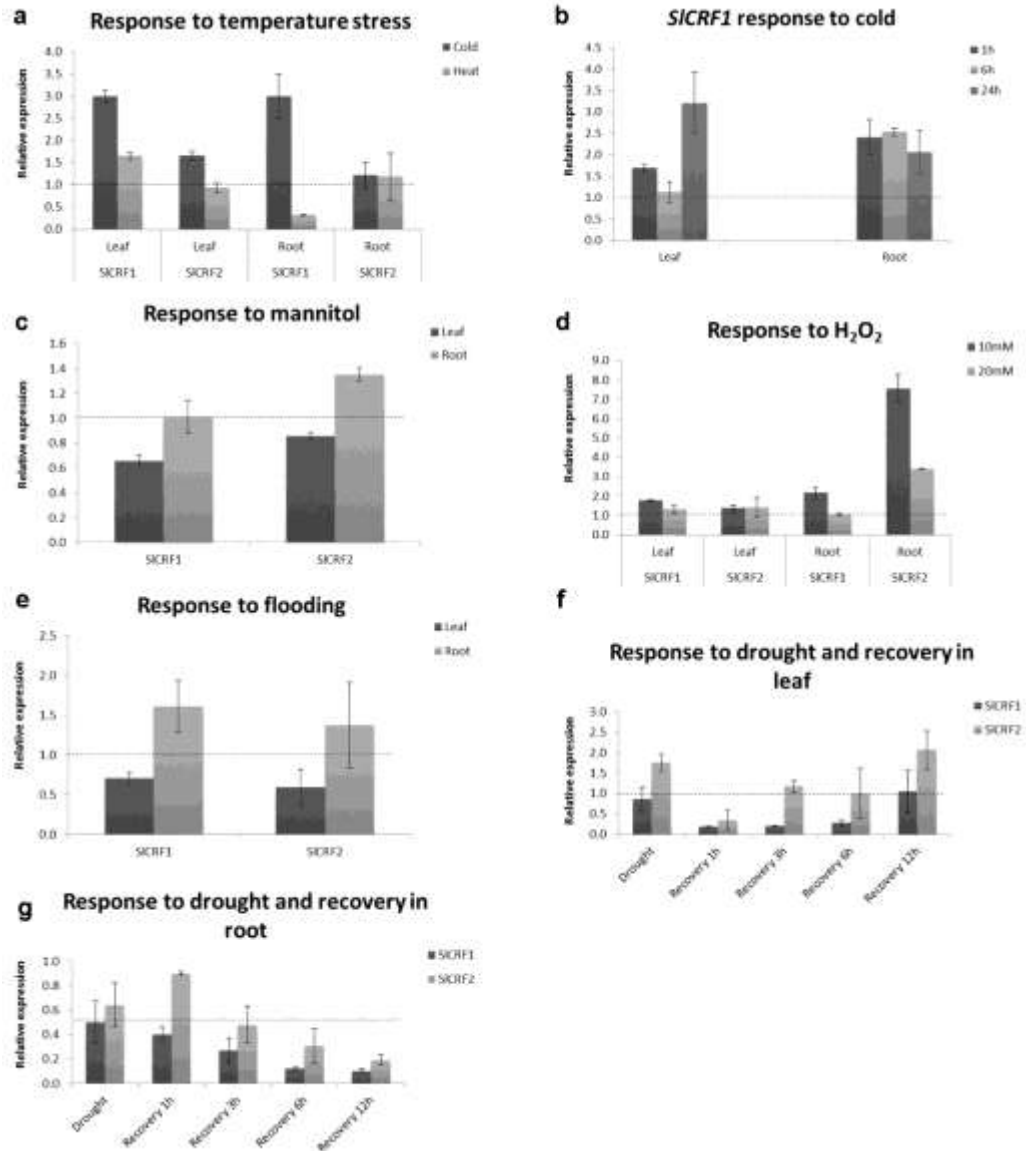 a
Response to temperature stress
Relative expression
4.0
3.5
3.0
2.5
2.0
1.5
1.0
0.5
0.0
Cold
Heat
Leaf Leaf Root Root
SlCRF1 SlCRF2 SlCRF1 SlCRF2
b
SlCRF1 response to cold
Relative expression
4.5
4.0
3.5
3.0
2.5
2.0
1.5
1.0
0.5
0.0
1h
6h
24h
Leaf Root
c
Response to mannitol
Relative expression
1.6
1.4
1.2
1.0
0.8
0.6
0.4
0.2
0.0
Leaf
Root
SlCRF1 SlCRF2
d
Response to H₂O₂
Relative expression
9.0
8.0
7.0
6.0
5.0
4.0
3.0
2.0
1.0
0.0
10mM
20mM
Leaf Leaf Root Root
SlCRF1 SlCRF2 SlCRF1 SlCRF2
e
Response to flooding
Relative expression
2.5
2.0
1.5
1.0
0.5
0.0
Leaf
Root
SlCRF1 SlCRF2
f
Response to drought and recovery in
leaf
Relative expression
3.0
2.5
2.0
1.5
1.0
0.5
0.0
SlCRF1
SlCRF2
Drought Recovery 1h Recovery 3h Recovery 6h Recovery 12h
g
Response to drought and recovery in
root
Relative expression
1.0
0.8
0.6
0.4
0.2
0.0
SlCRF1
SlCRF2
Drought Recovery 1h Recovery 3h Recovery 6h Recovery 12h